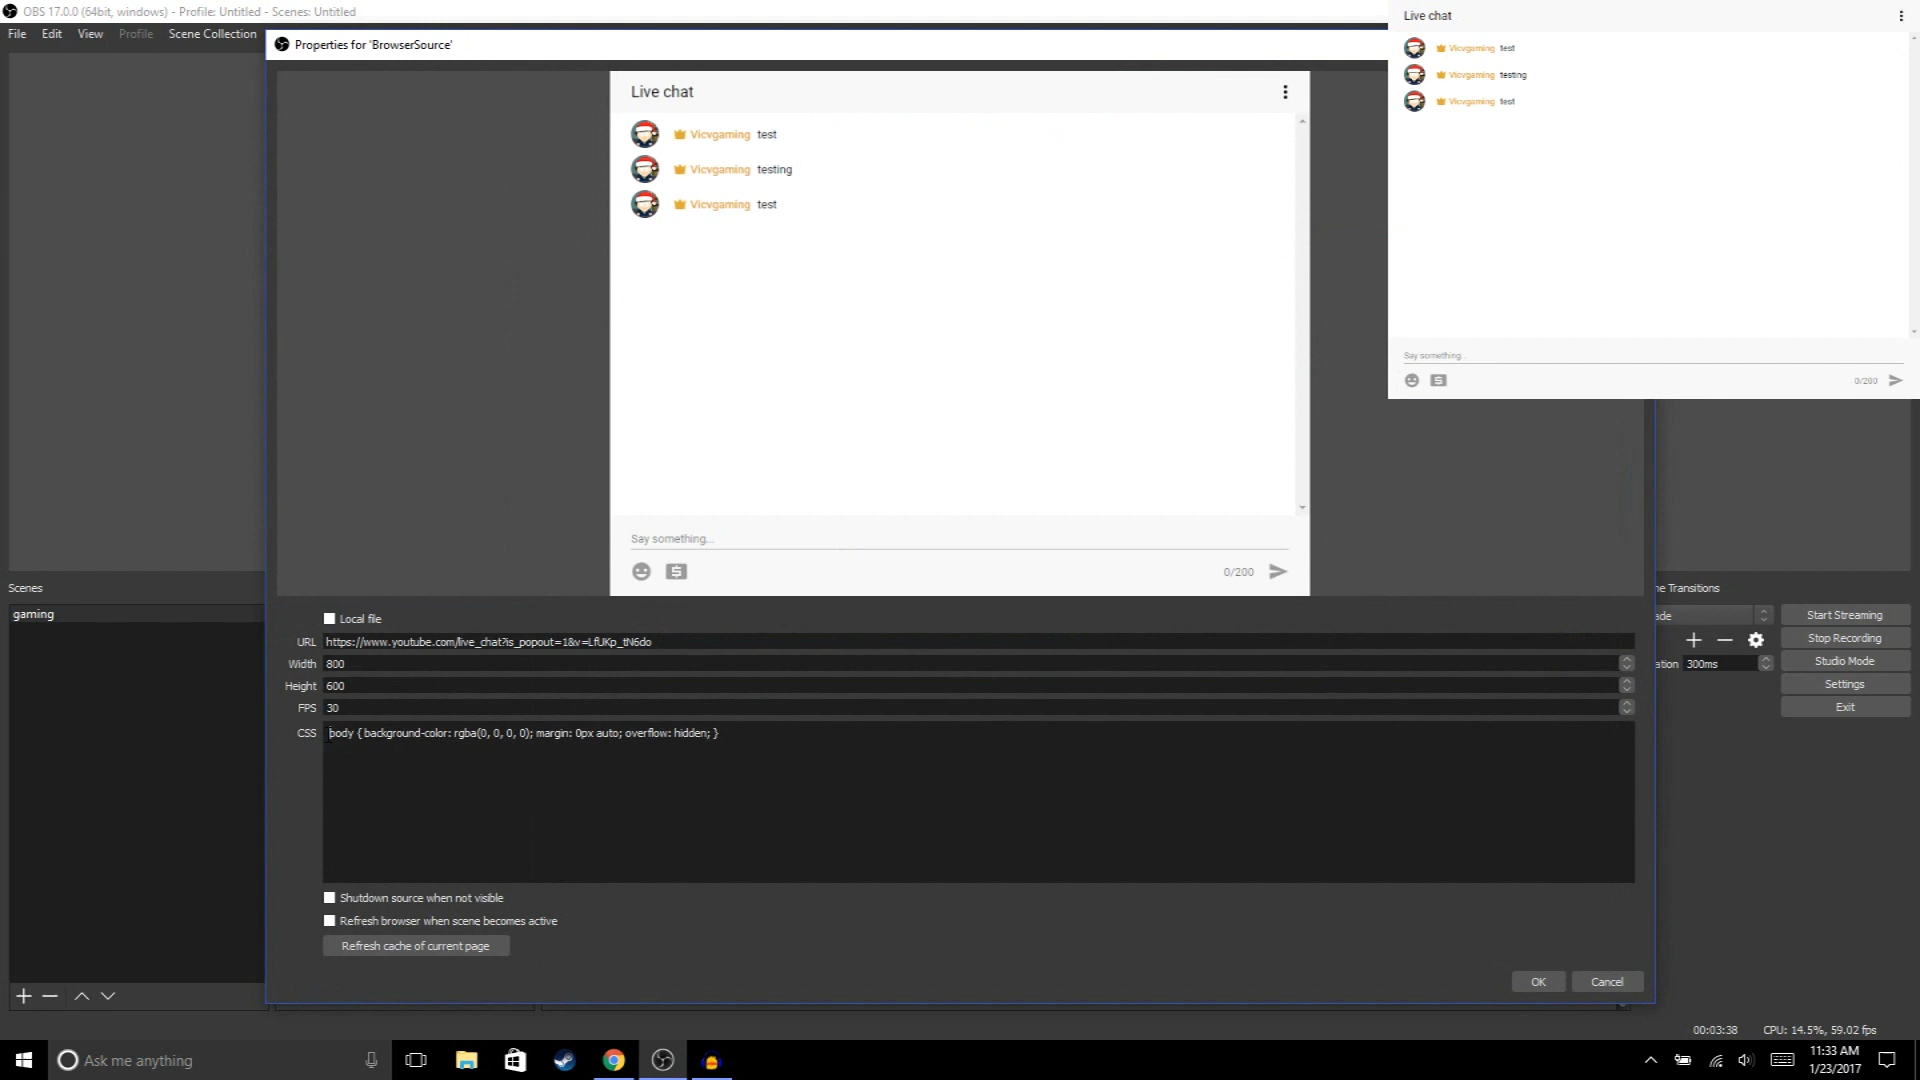 OBS 17.0.0 (64bit, windows) - Profile: Untitled - Scenes: Untitled
File Edit View Profile Scene Collection
Properties for 'BrowserSource'
Live chat
Vicvgaming test
Vicvgaming testing
Vicvgaming test
Say something...
0/200
Live chat
Vicvgaming test
Vicvgaming testing
Vicvgaming test
Say something...
0/200
Local file
URL https://www.youtube.com/live_chat?is_popout=1&v=LfUKp_tN6do
Width 800
Height 600
FPS 30
CSS body { background-color: rgba(0, 0, 0, 0); margin: 0px auto; overflow: hidden; }
Shutdown source when not visible
Refresh browser when scene becomes active
Refresh cache of current page
OK Cancel
Scenes
gaming
ne Transitions
ade
ation 300ms
Start Streaming
Stop Recording
Studio Mode
Settings
Exit
00:03:38 CPU: 14.5%, 59.02 fps
Ask me anything
11:33 AM
1/23/2017